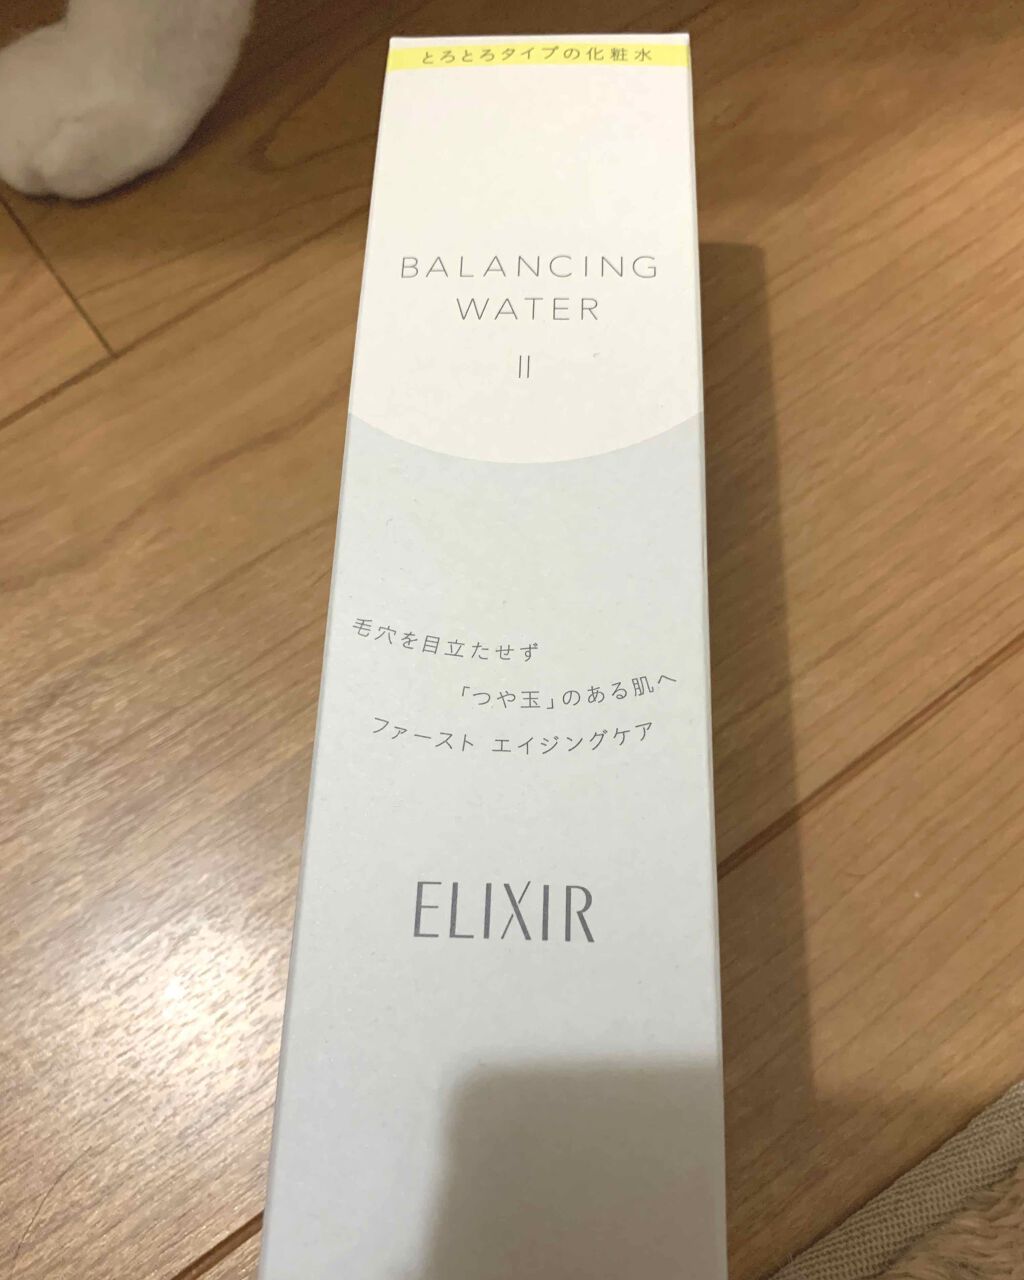 とろとろタイプの化粧水
BALANCING
WATER
II
毛穴を目立たせず
「つや玉」のある肌へ
ファースト エイジングケア
ELIXIR